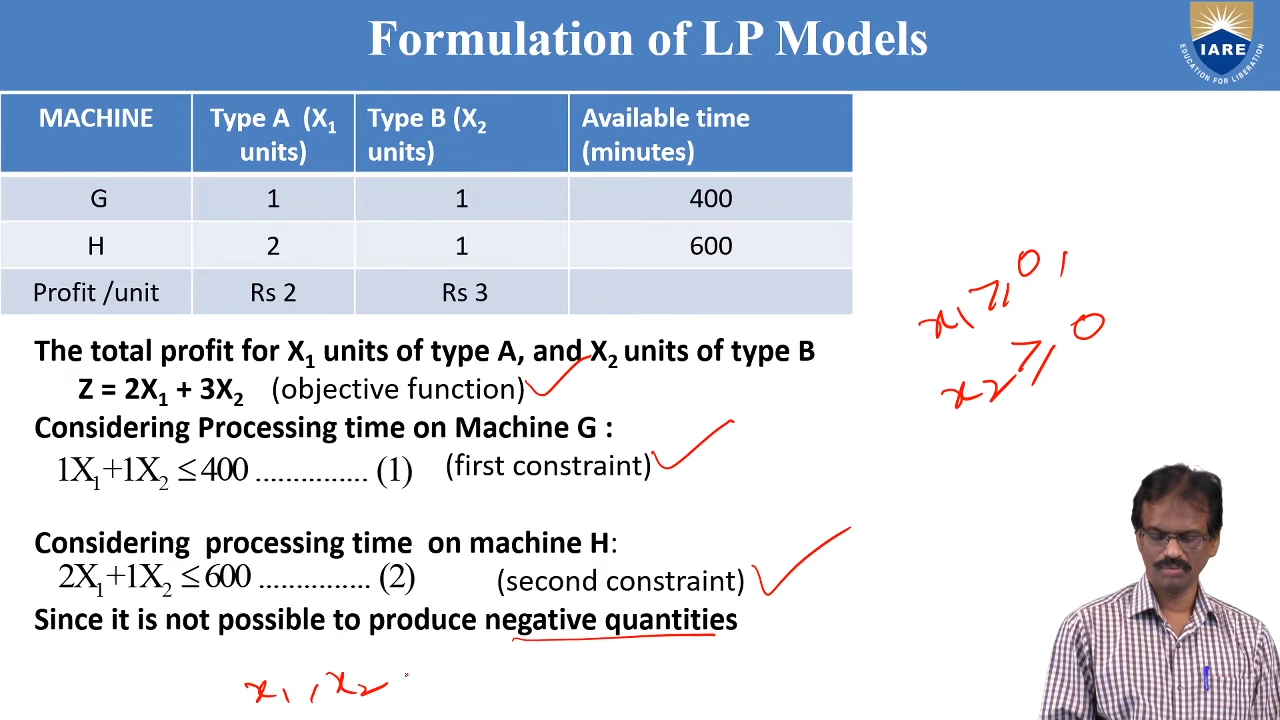 Formulation of LP Models
IARE
EDUCATION FOR LIBERATION
MACHINE Type A (X₁ units) Type B (X₂ units) Available time (minutes)
G 1 1 400
H 2 1 600
Profit /unit Rs 2 Rs 3
The total profit for X₁ units of type A, and X₂ units of type B
Z = 2X₁ + 3X₂ (objective function)
Considering Processing time on Machine G :
1X₁+1X₂ ≤ 400 ............... (1) (first constraint)
Considering processing time on machine H:
2X₁+1X₂ ≤ 600 ............... (2) (second constraint)
Since it is not possible to produce negative quantities
x₁ , x₂
x₁ ≥ 0 ,
x₂ ≥ 0